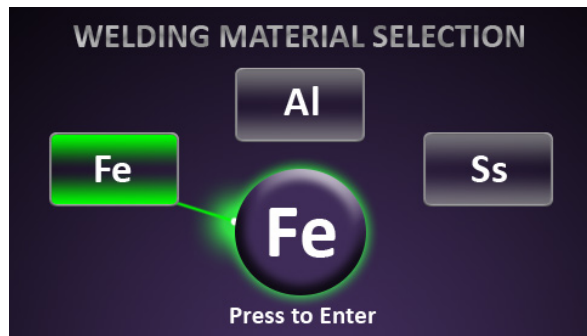 WELDING MATERIAL SELECTION
Al
Fe
Ss
Fe
Press to Enter